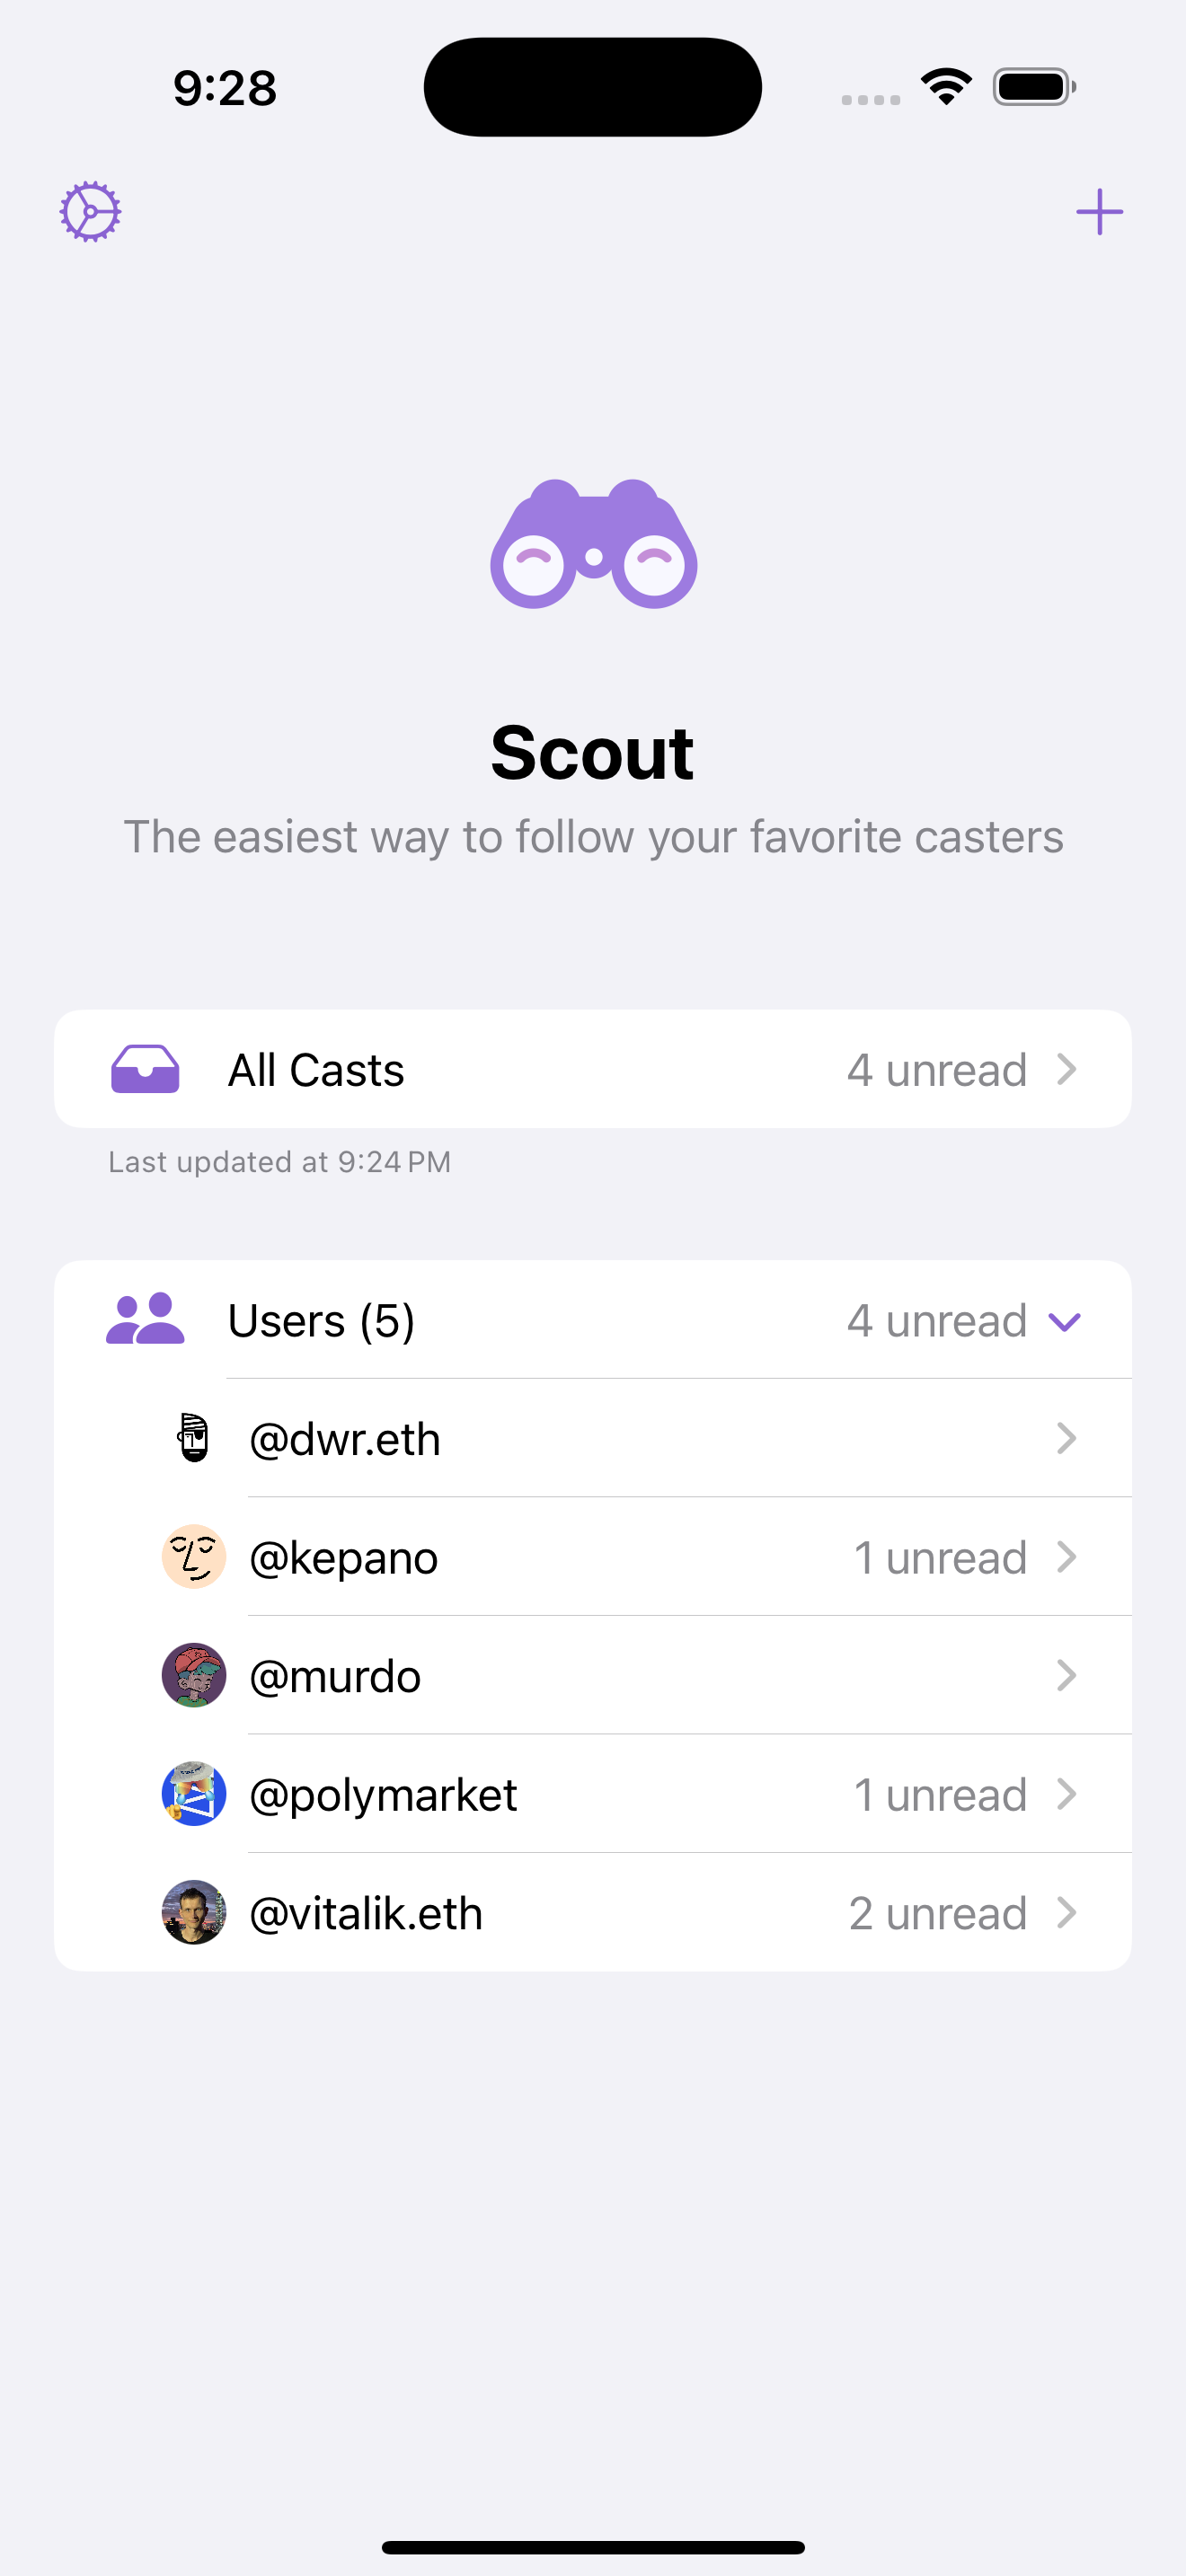 9:28
Scout
The easiest way to follow your favorite casters
All Casts 4 unread
Last updated at 9:24 PM
Users (5) 4 unread
@dwr.eth
@kepano 1 unread
@murdo
@polymarket 1 unread
@vitalik.eth 2 unread